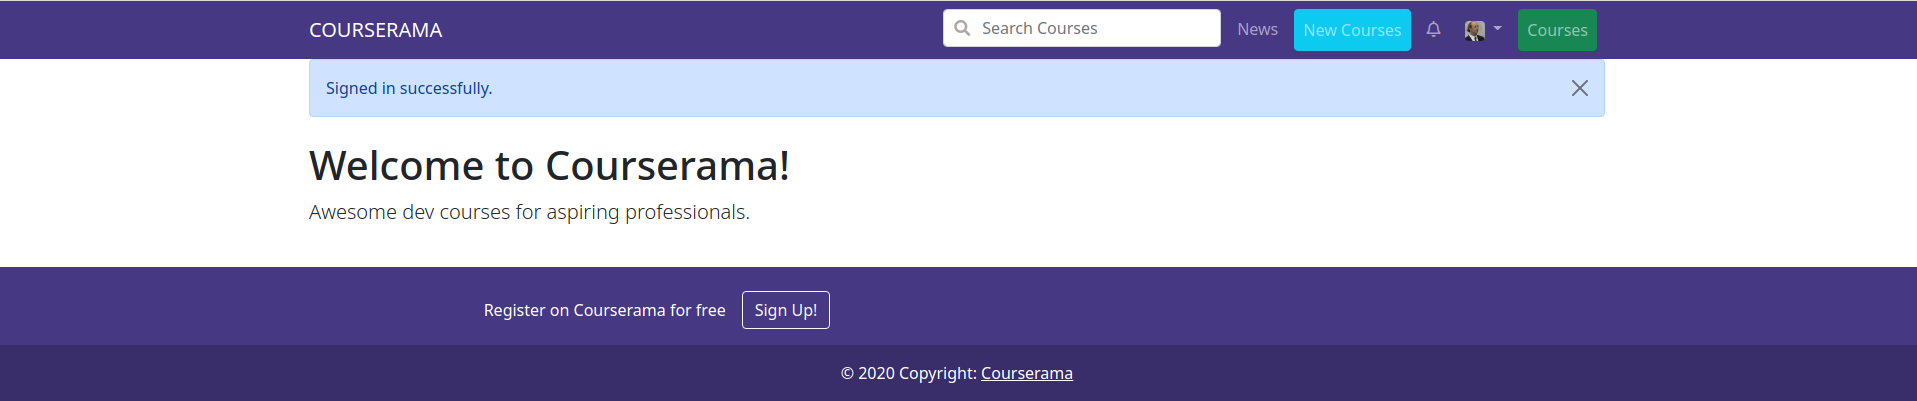 COURSERAMA Search Courses News New Courses Courses
Signed in successfully.
Welcome to Courserama!
Awesome dev courses for aspiring professionals.
Register on Courserama for free Sign Up!
© 2020 Copyright: Courserama